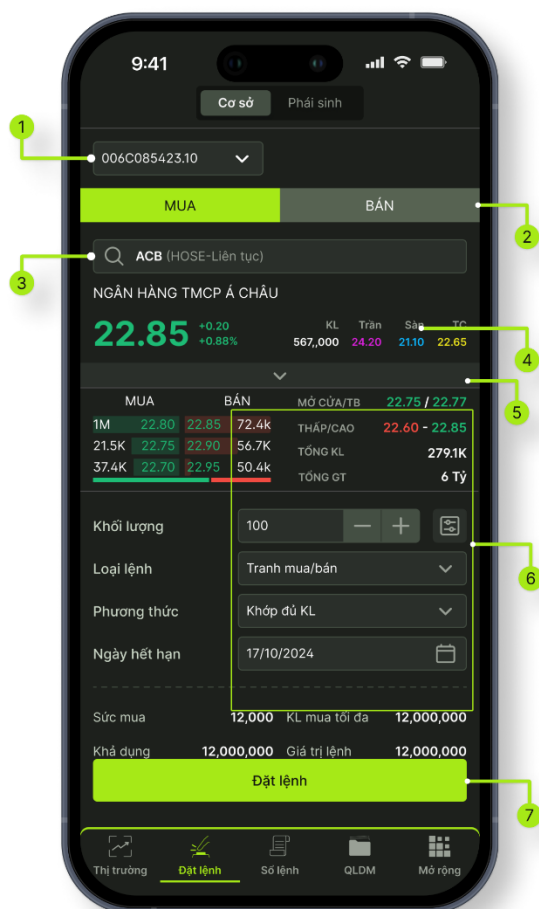 9:41
Cơ sở Phái sinh
1
006C085423.10
MUA BÁN
2
ACB (HOSE-Liên tục)
3
NGÂN HÀNG TMCP Á CHÂU
22.85 +0.20 +0.88%
KL Trần Sàn TC
567,,000 24.20 21.10 22.65
4
5
MUA BÁN MỞ CỬA/TB 22.75 / 22.77
1M 22.80 22.85 72.4k THẤP/CAO 22.60 - 22.85
21.5K 22.75 22.90 56.7K TỔNG KL 279.1K
37.4K 22.70 22.95 50.4k TỔNG GT 6 Tỷ
Khối lượng 100
6
Loại lệnh Tranh mua/bán
Phương thức Khớp đủ KL
Ngày hết hạn 17/10/2024
Sức mua 12,000 KL mua tối đa 12,000,000
Khả dụng 12,000,000 Giá trị lệnh 12,000,000
Đặt lệnh
7
Thị trường Đặt lệnh Sổ lệnh QLDM Mở rộng